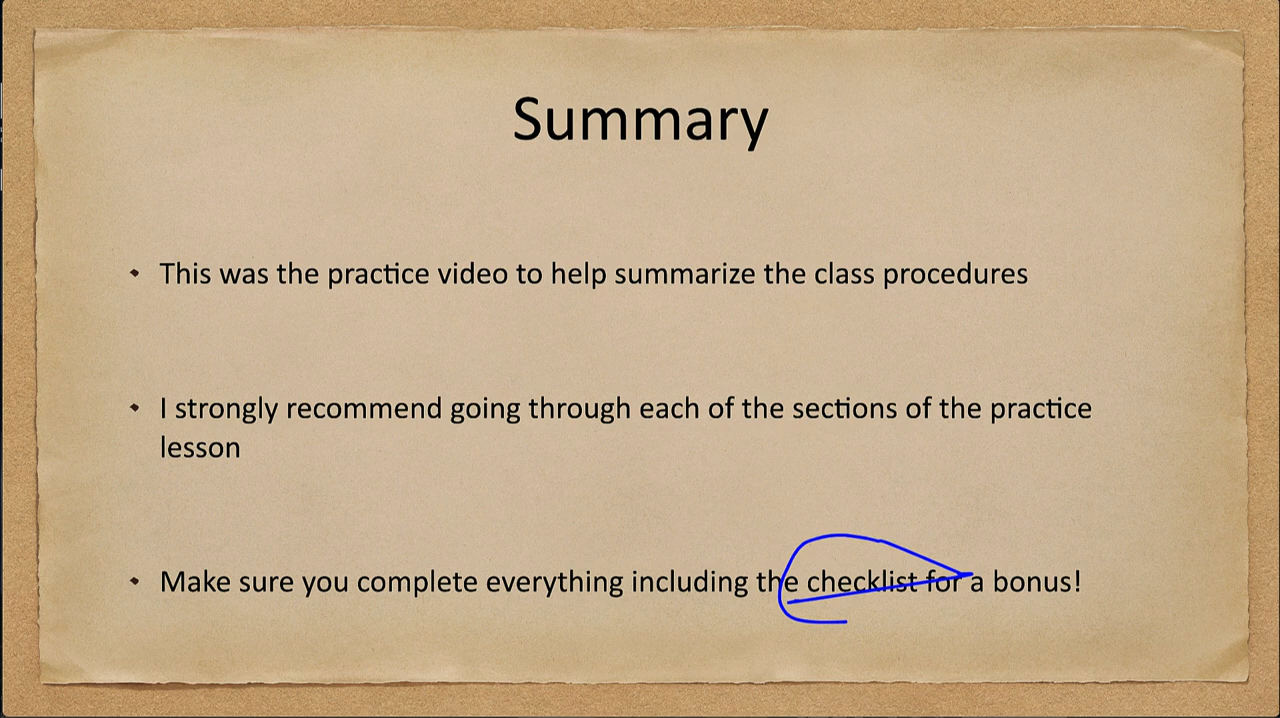 Summary
This was the practice video to help summarize the class procedures
I strongly recommend going through each of the sections of the practice
lesson
Make sure you complete everything including the checklist for a bonus!